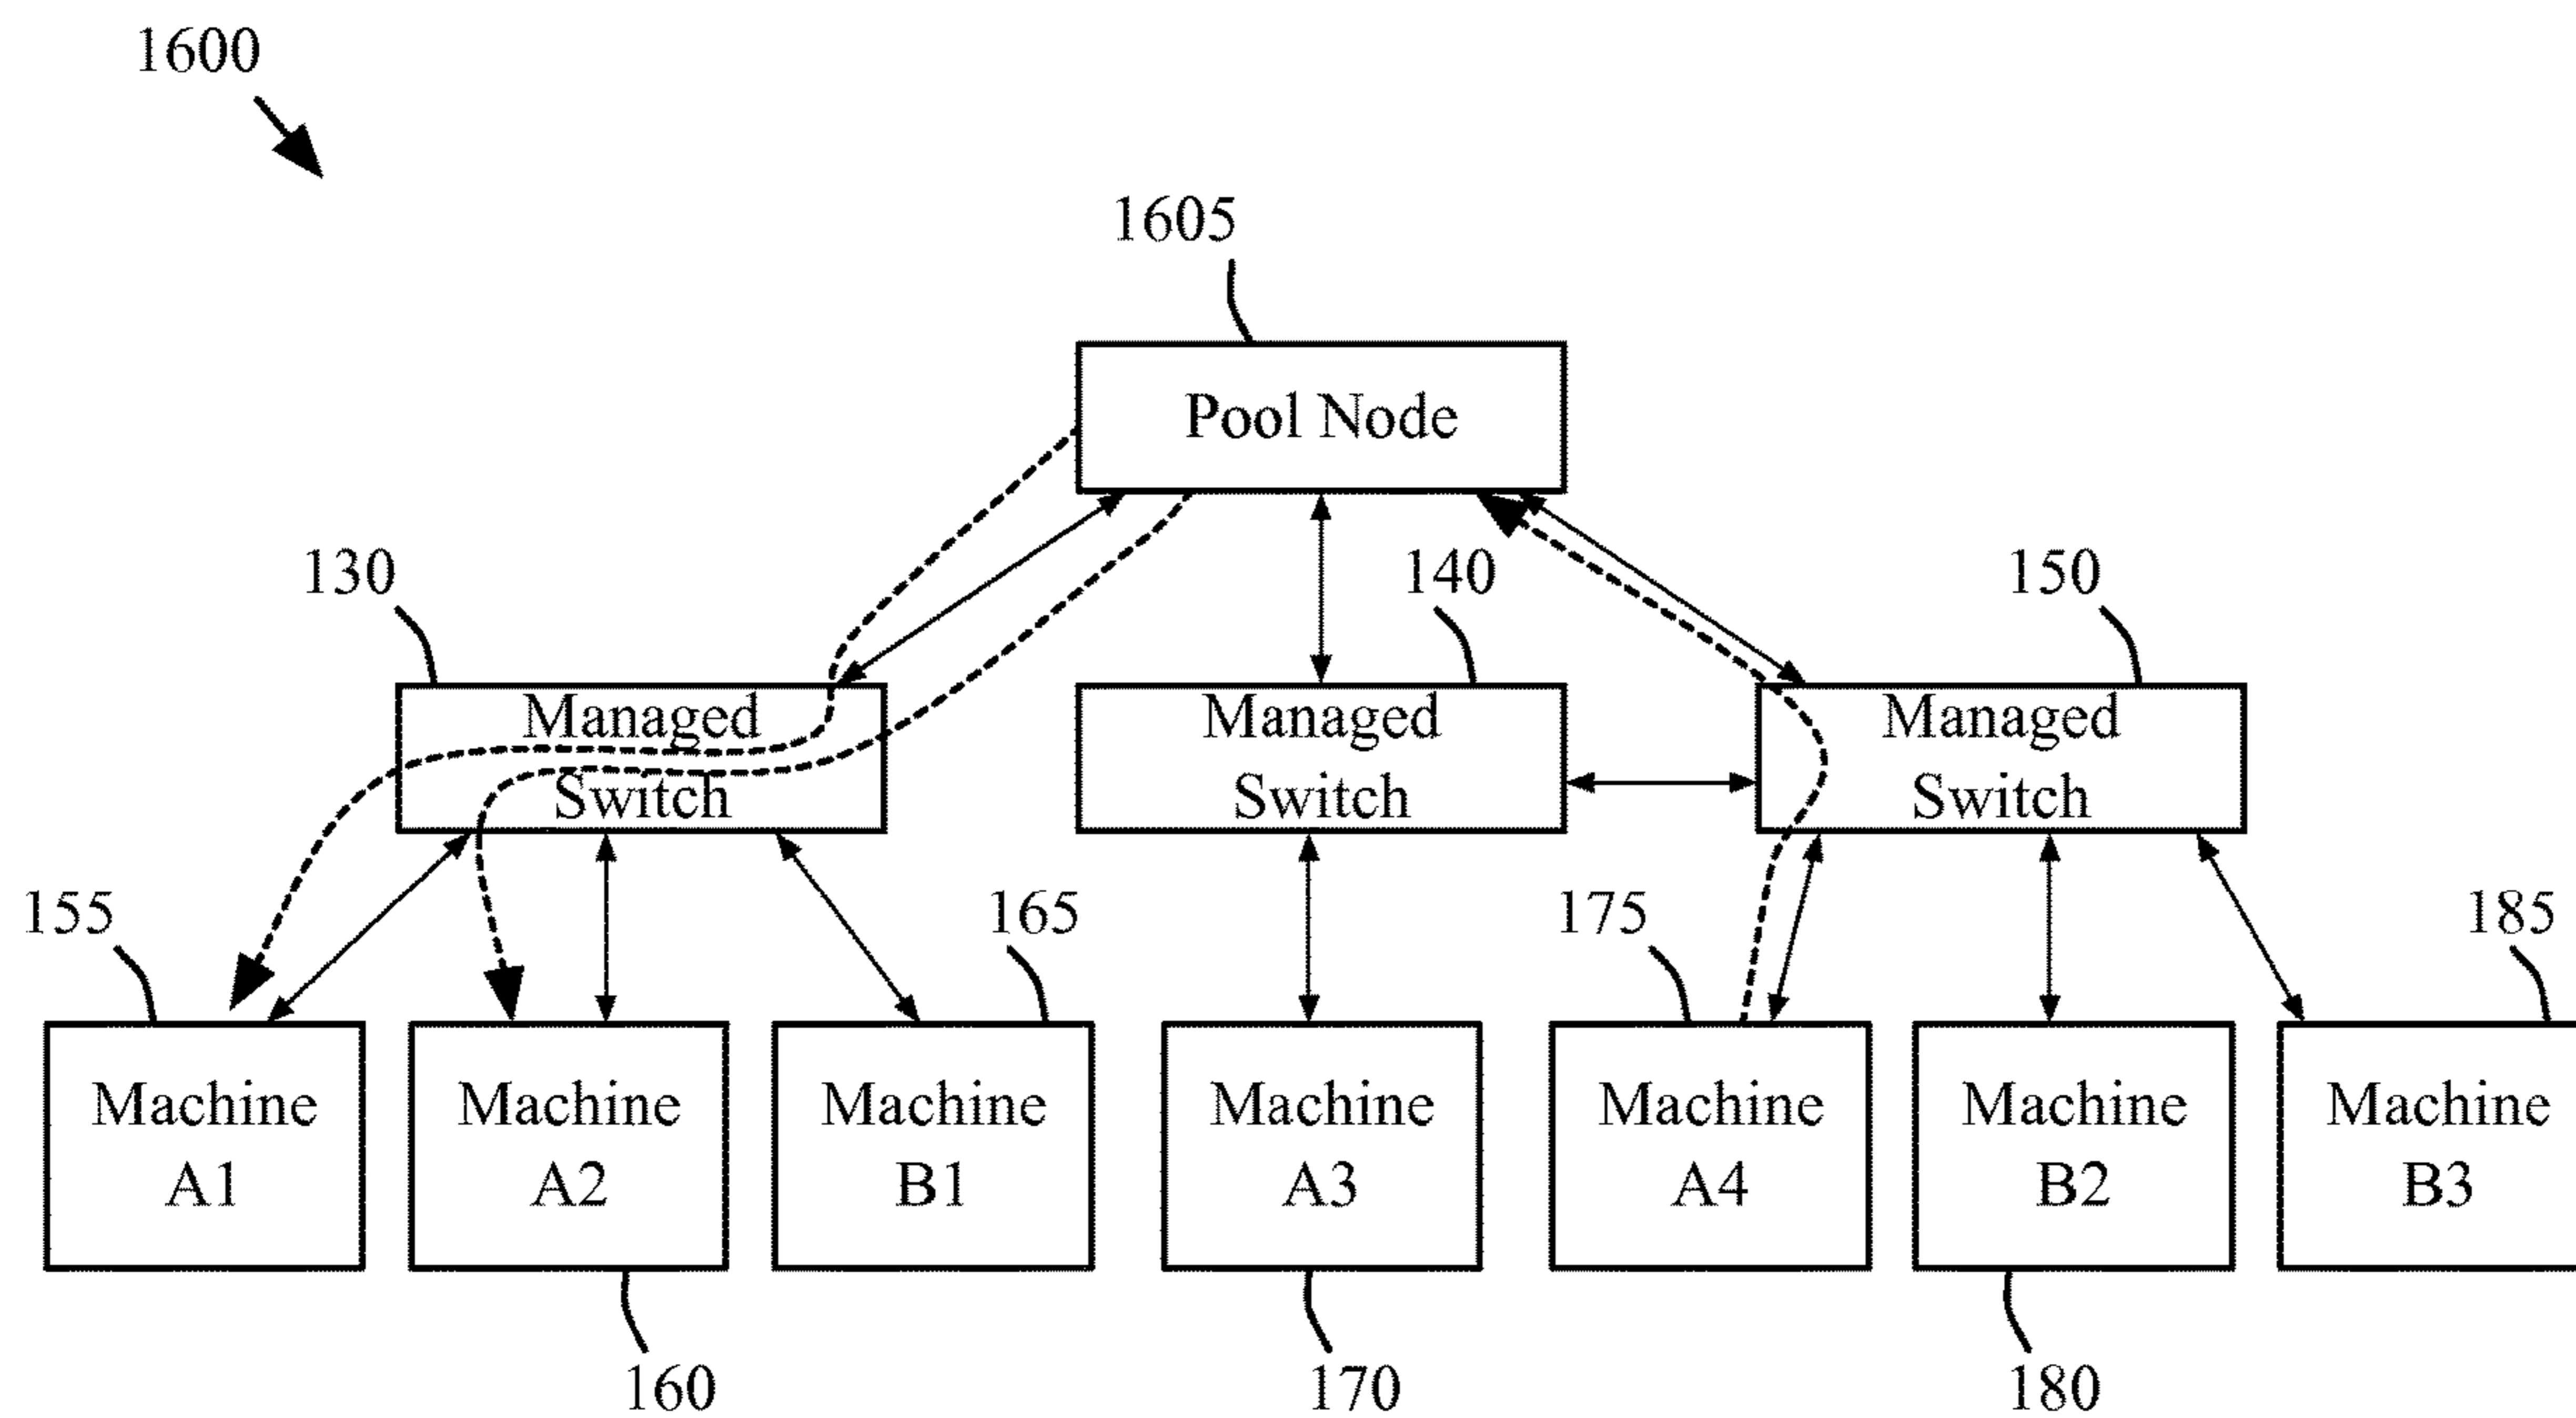 1600
1605
Pool Node
130
140
150
Managed
Switch
Managed
Switch
Managed
Switch
155
165
175
185
Machine
A1
Machine
A2
Machine
B1
Machine
A3
Machine
A4
Machine
B2
Machine
B3
160
170
180